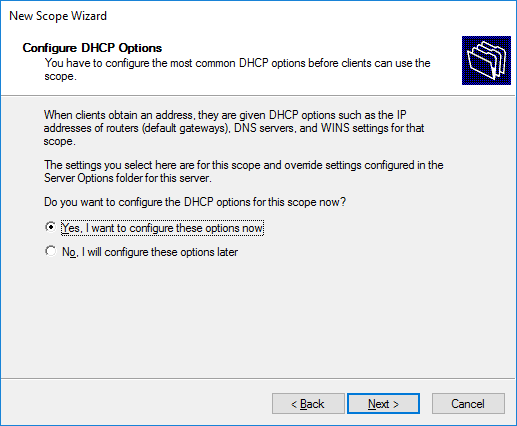 New Scope Wizard
Configure DHCP Options
You have to configure the most common DHCP options before clients can use the
scope.
When clients obtain an address, they are given DHCP options such as the IP
addresses of routers (default gateways), DNS servers, and WINS settings for that
scope.
The settings you select here are for this scope and override settings configured in the
Server Options folder for this server.
Do you want to configure the DHCP options for this scope now?
Yes, I want to configure these options now
No, I will configure these options later
< Back
Next >
Cancel